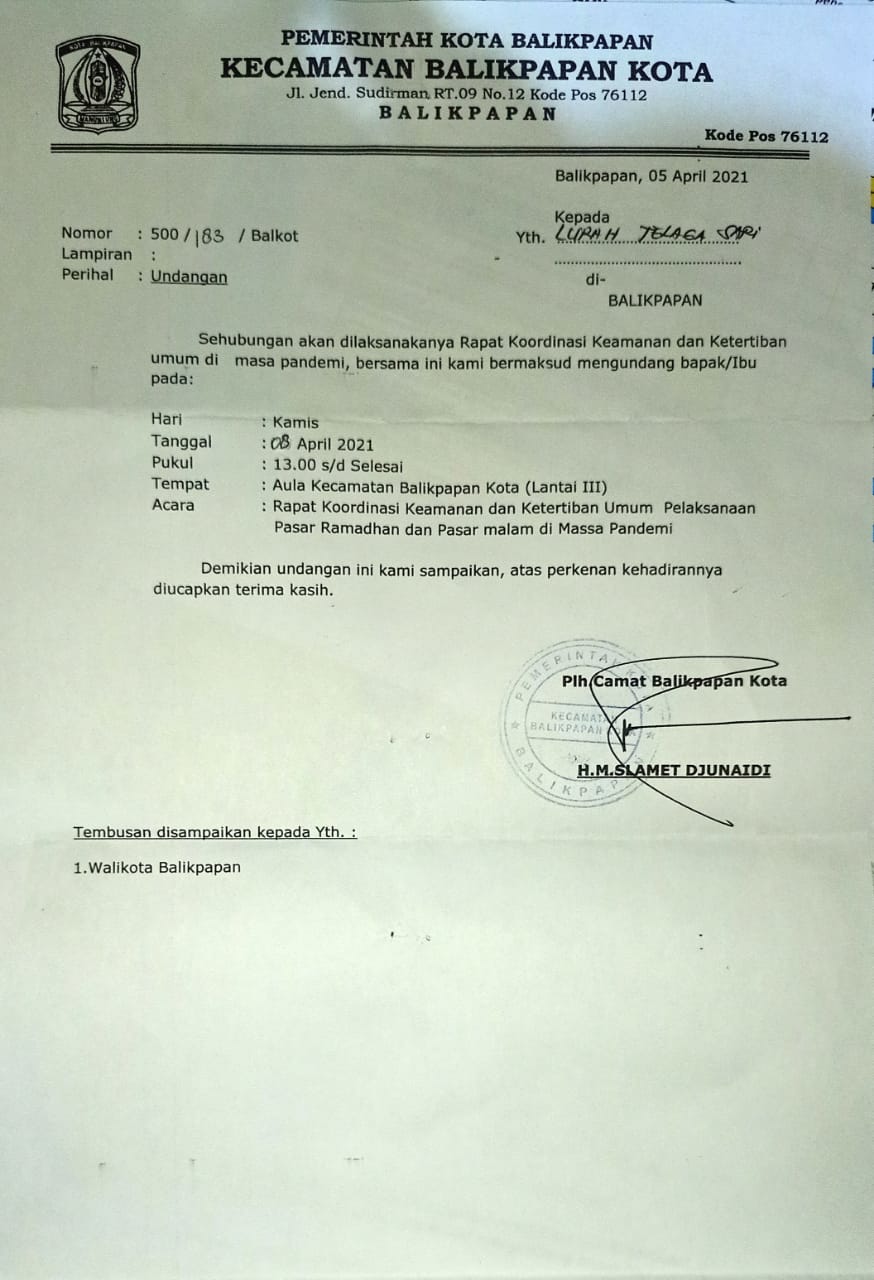 PEMERINTAH KOTA BALIKPAPAN
KECAMATAN BALIKPAPAN KOTA
Jl. Jend. Sudirman RT.09 No.12 Kode Pos 76112
BALIKPAPAN
Kode Pos 76112
Balikpapan, 05 April 2021
Kepada
Yth. LURAH TELAGA SARI
di-
BALIKPAPAN
Nomor : 500 / 183 / Balkot
Lampiran :
Perihal : Undangan
Sehubungan akan dilaksanakanya Rapat Koordinasi Keamanan dan Ketertiban
umum di masa pandemi, bersama ini kami bermaksud mengundang bapak/Ibu
pada:
Hari : Kamis
Tanggal : 08 April 2021
Pukul : 13.00 s/d Selesai
Tempat : Aula Kecamatan Balikpapan Kota (Lantai III)
Acara : Rapat Koordinasi Keamanan dan Ketertiban Umum Pelaksanaan
Pasar Ramadhan dan Pasar malam di Massa Pandemi
Demikian undangan ini kami sampaikan, atas perkenan kehadirannya
diucapkan terima kasih.
Plh Camat Balikpapan Kota
PEMERINTAH
KECAMATAN
BALIKPAPAN
BALIKPAPAN
H.M.SLAMET DJUNAIDI
Tembusan disampaikan kepada Yth. :
1.Walikota Balikpapan